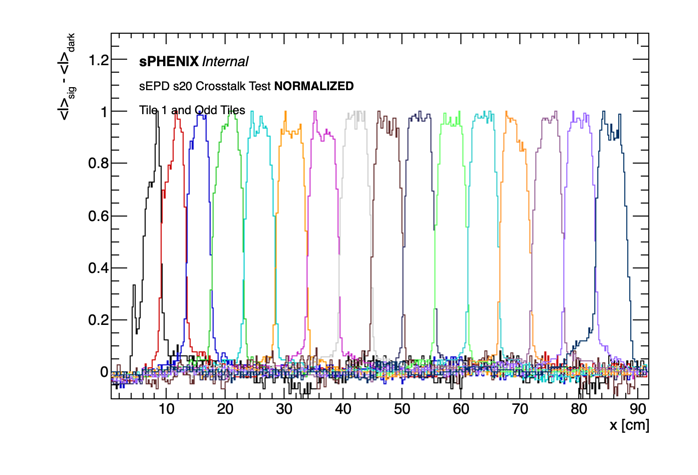 <I>sig - <I>dark
sPHENIX Internal
sEPD s20 Crosstalk Test NORMALIZED
Tile 1 and Odd Tiles
1.2
1
0.8
0.6
0.4
0.2
0
10 20 30 40 50 60 70 80 90
x [cm]